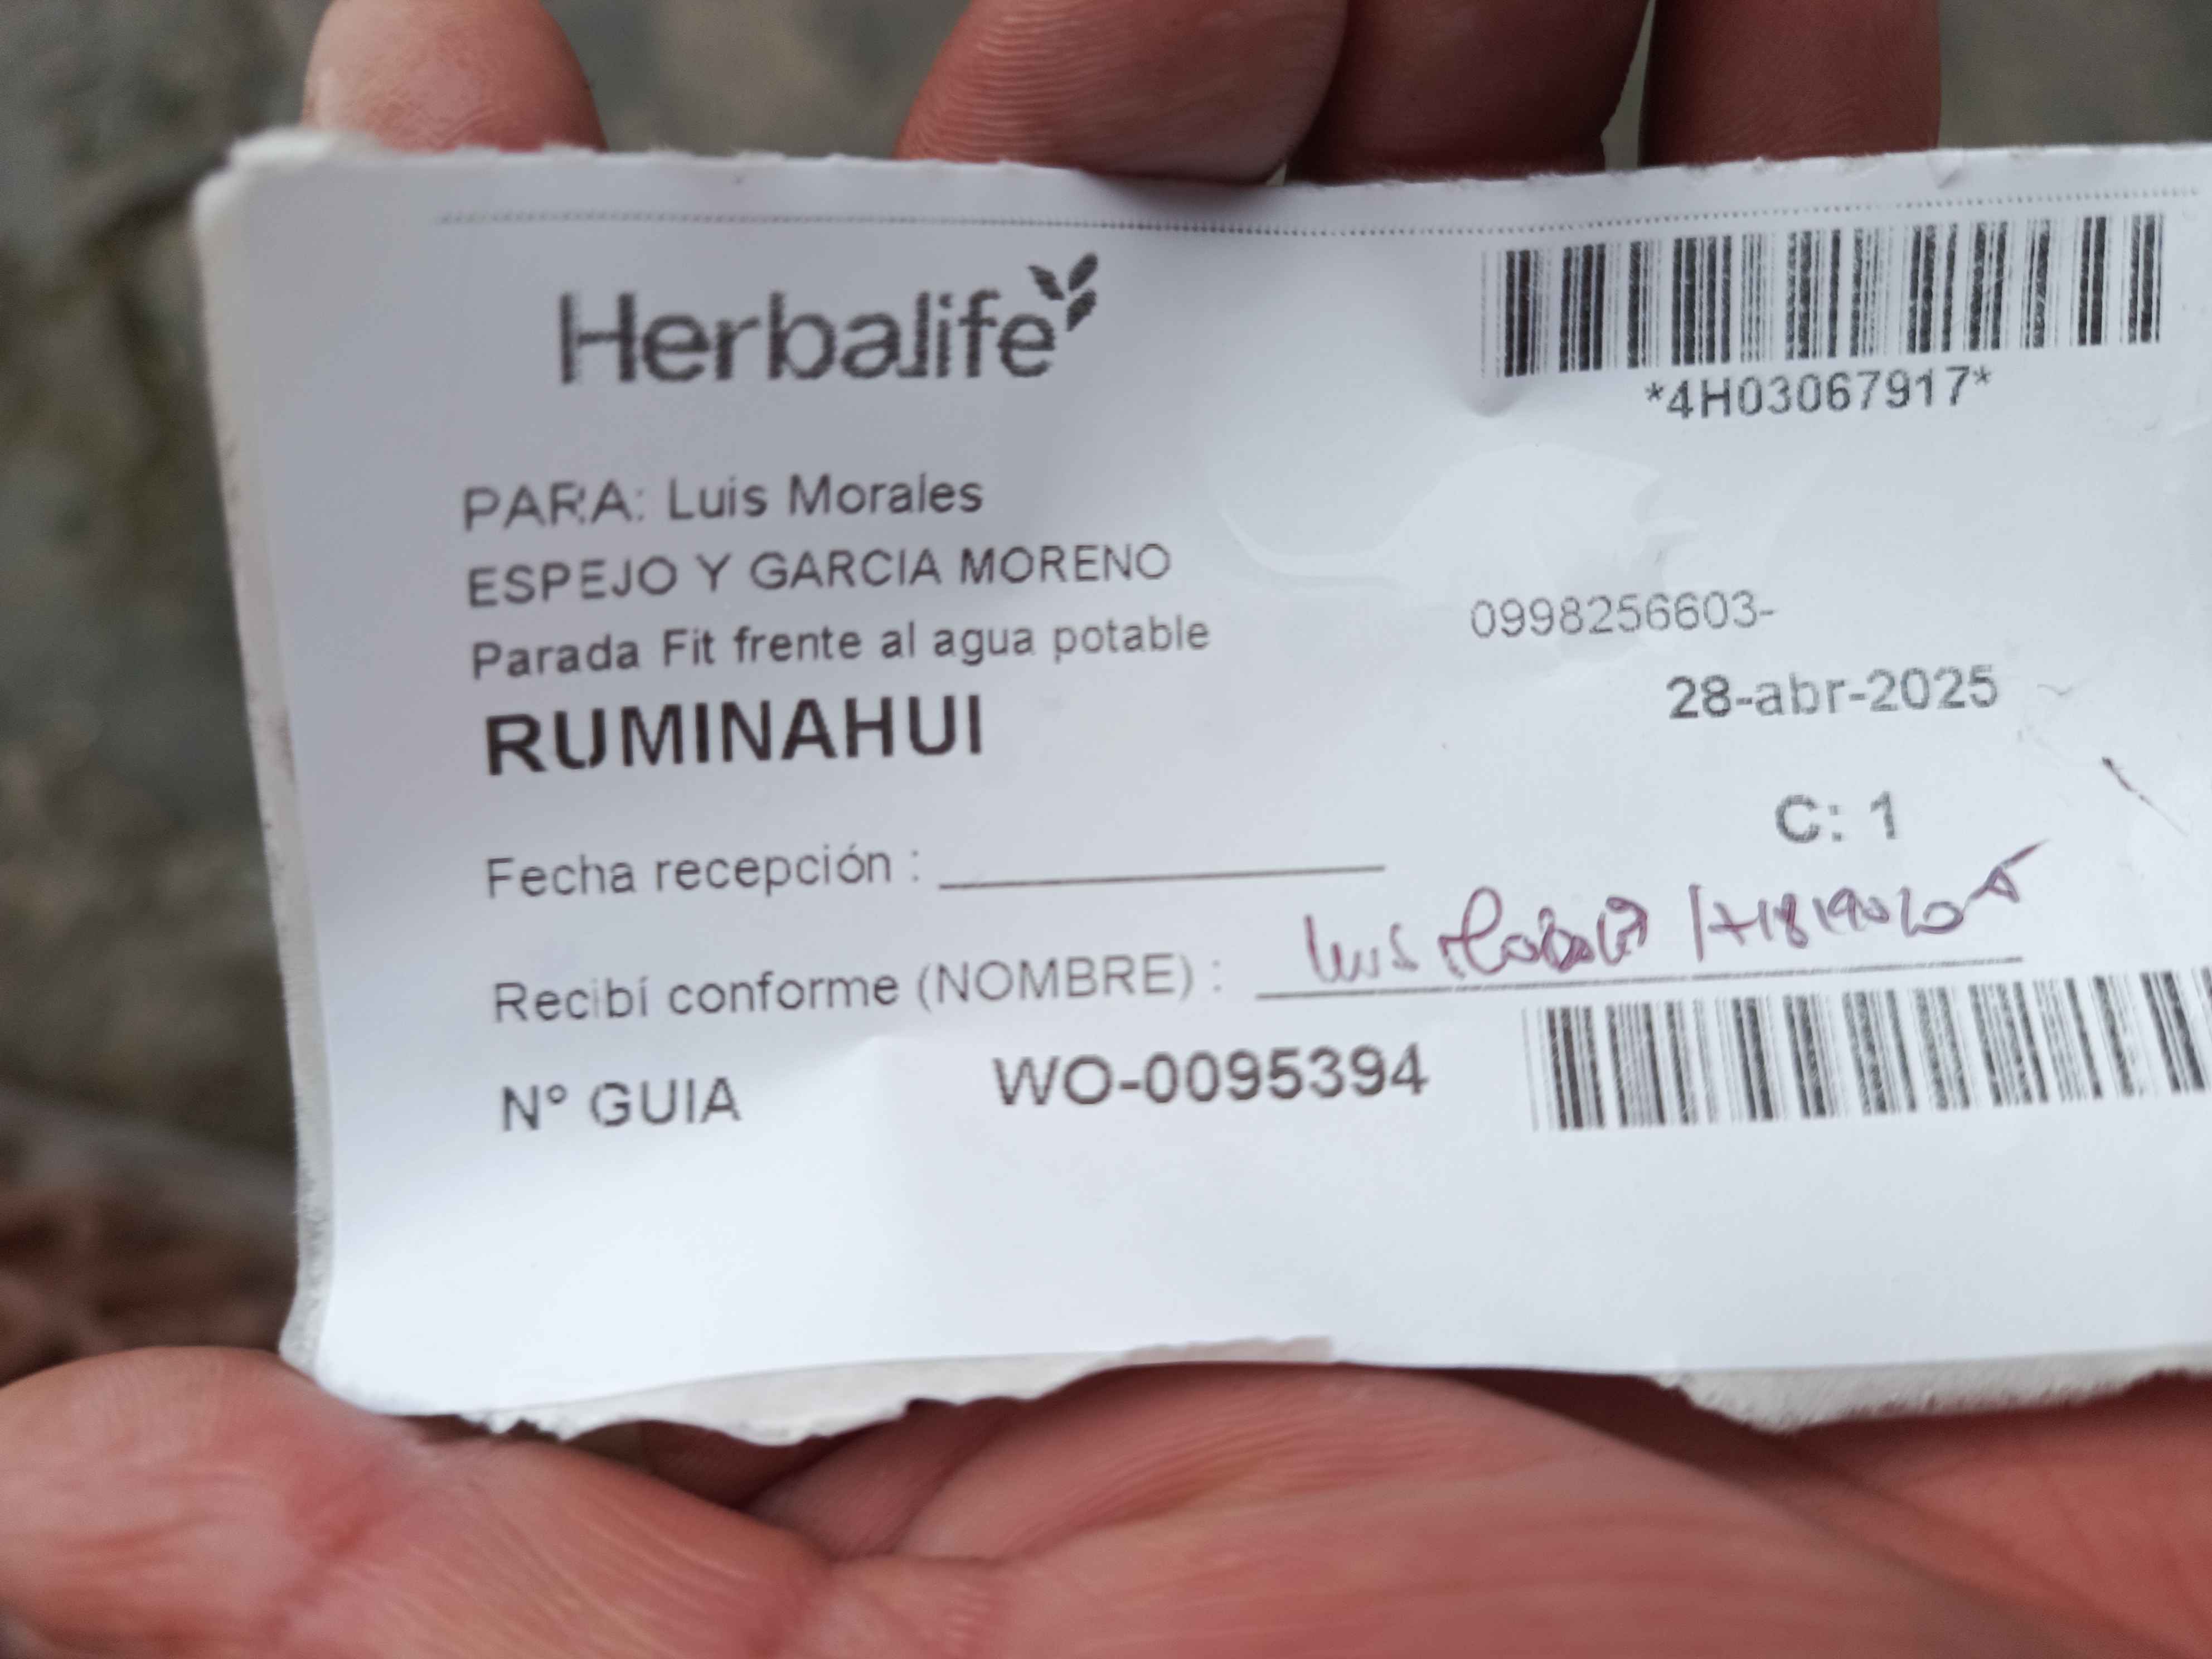 Herbalife
*4H03067917*
PARA: Luis Morales
ESPEJO Y GARCIA MORENO
Parada Fit frente al agua potable
0998256603-
RUMINAHUI
28-abr-2025
C: 1
Fecha recepción :
Recibí conforme (NOMBRE) : Luis
N° GUIA WO-0095394